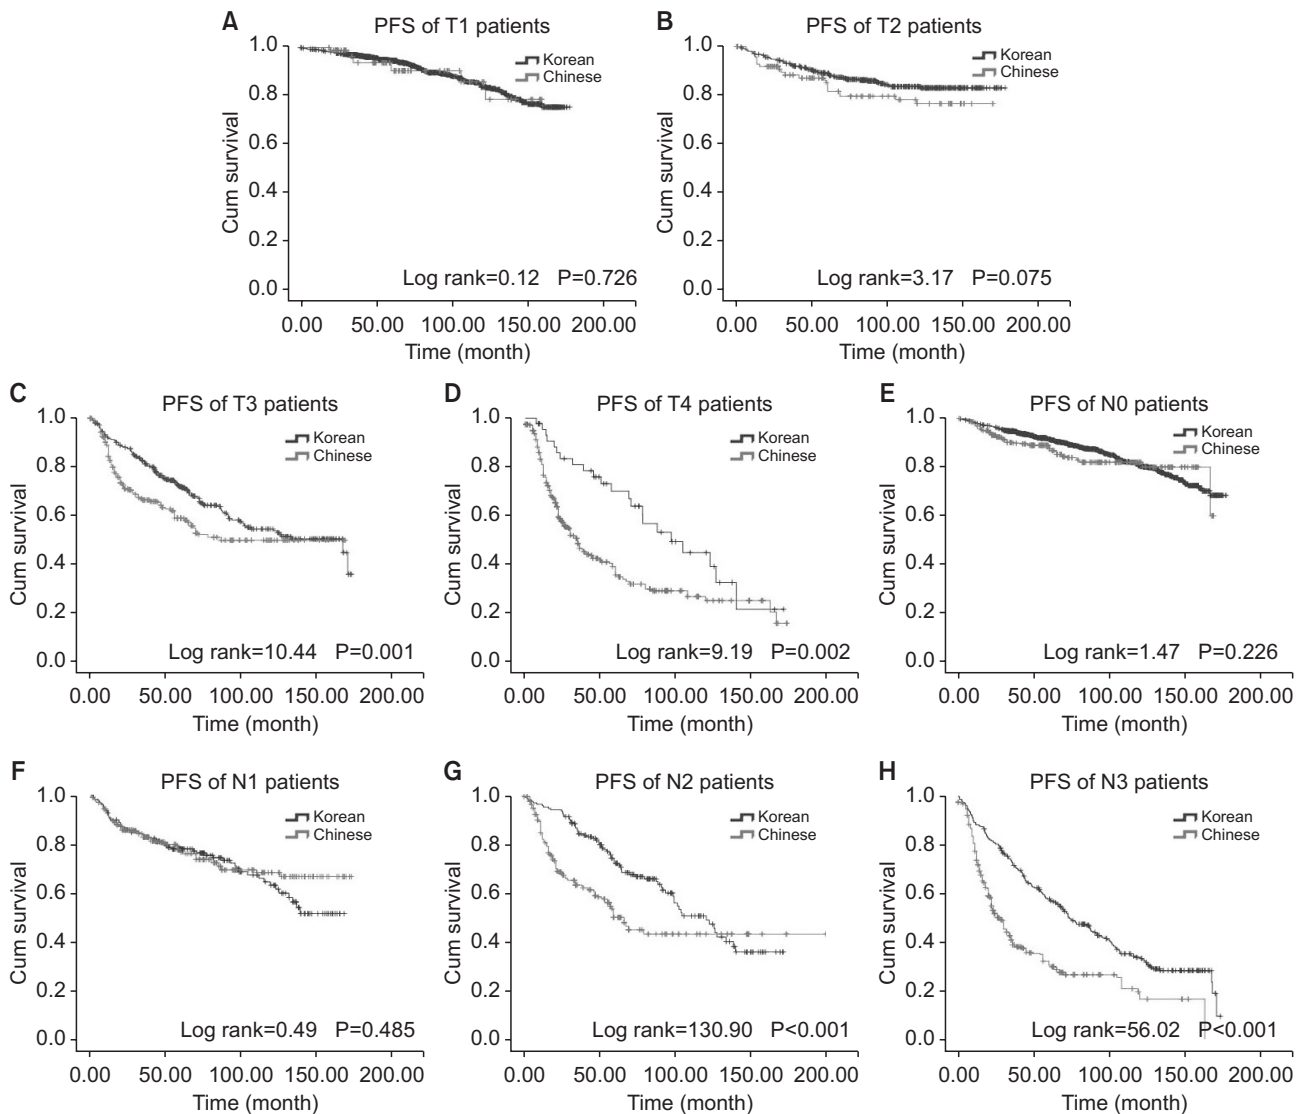 A
PFS of T1 patients
Korean
Chinese
Cum survival
1.0
0.8
0.6
0.4
0.2
0.0
Log rank=0.12 P=0.726
0.00 50.00 100.00 150.00 200.00
Time (month)
B
PFS of T2 patients
Korean
Chinese
Cum survival
1.0
0.8
0.6
0.4
0.2
0.0
Log rank=3.17 P=0.075
0.00 50.00 100.00 150.00 200.00
Time (month)
C
PFS of T3 patients
Korean
Chinese
Cum survival
1.0
0.8
0.6
0.4
0.2
0.0
Log rank=10.44 P=0.001
0.00 50.00 100.00 150.00 200.00
Time (month)
D
PFS of T4 patients
Korean
Chinese
Cum survival
1.0
0.8
0.6
0.4
0.2
0.0
Log rank=9.19 P=0.002
0.00 50.00 100.00 150.00 200.00
Time (month)
E
PFS of N0 patients
Korean
Chinese
Cum survival
1.0
0.8
0.6
0.4
0.2
0.0
Log rank=1.47 P=0.226
0.00 50.00 100.00 150.00 200.00
Time (month)
F
PFS of N1 patients
Korean
Chinese
Cum survival
1.0
0.8
0.6
0.4
0.2
0.0
Log rank=0.49 P=0.485
0.00 50.00 100.00 150.00 200.00
Time (month)
G
PFS of N2 patients
Korean
Chinese
Cum survival
1.0
0.8
0.6
0.4
0.2
0.0
Log rank=130.90 P<0.001
0.00 50.00 100.00 150.00 200.00
Time (month)
H
PFS of N3 patients
Korean
Chinese
Cum survival
1.0
0.8
0.6
0.4
0.2
0.0
Log rank=56.02 P<0.001
0.00 50.00 100.00 150.00 200.00
Time (month)